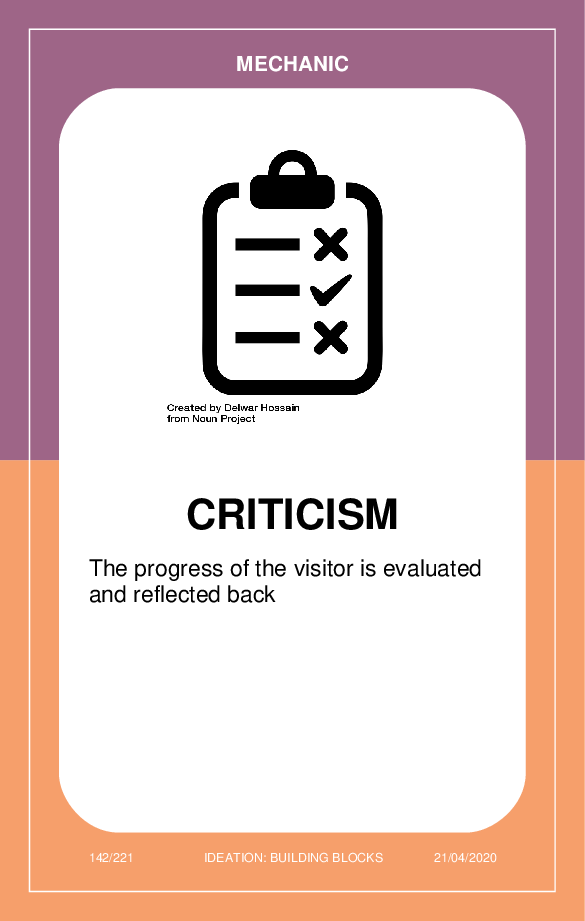 MECHANIC
Created by Delwar Hossain
from Noun Project
CRITICISM
The progress of the visitor is evaluated
and reflected back
142/221 IDEATION: BUILDING BLOCKS 21/04/2020